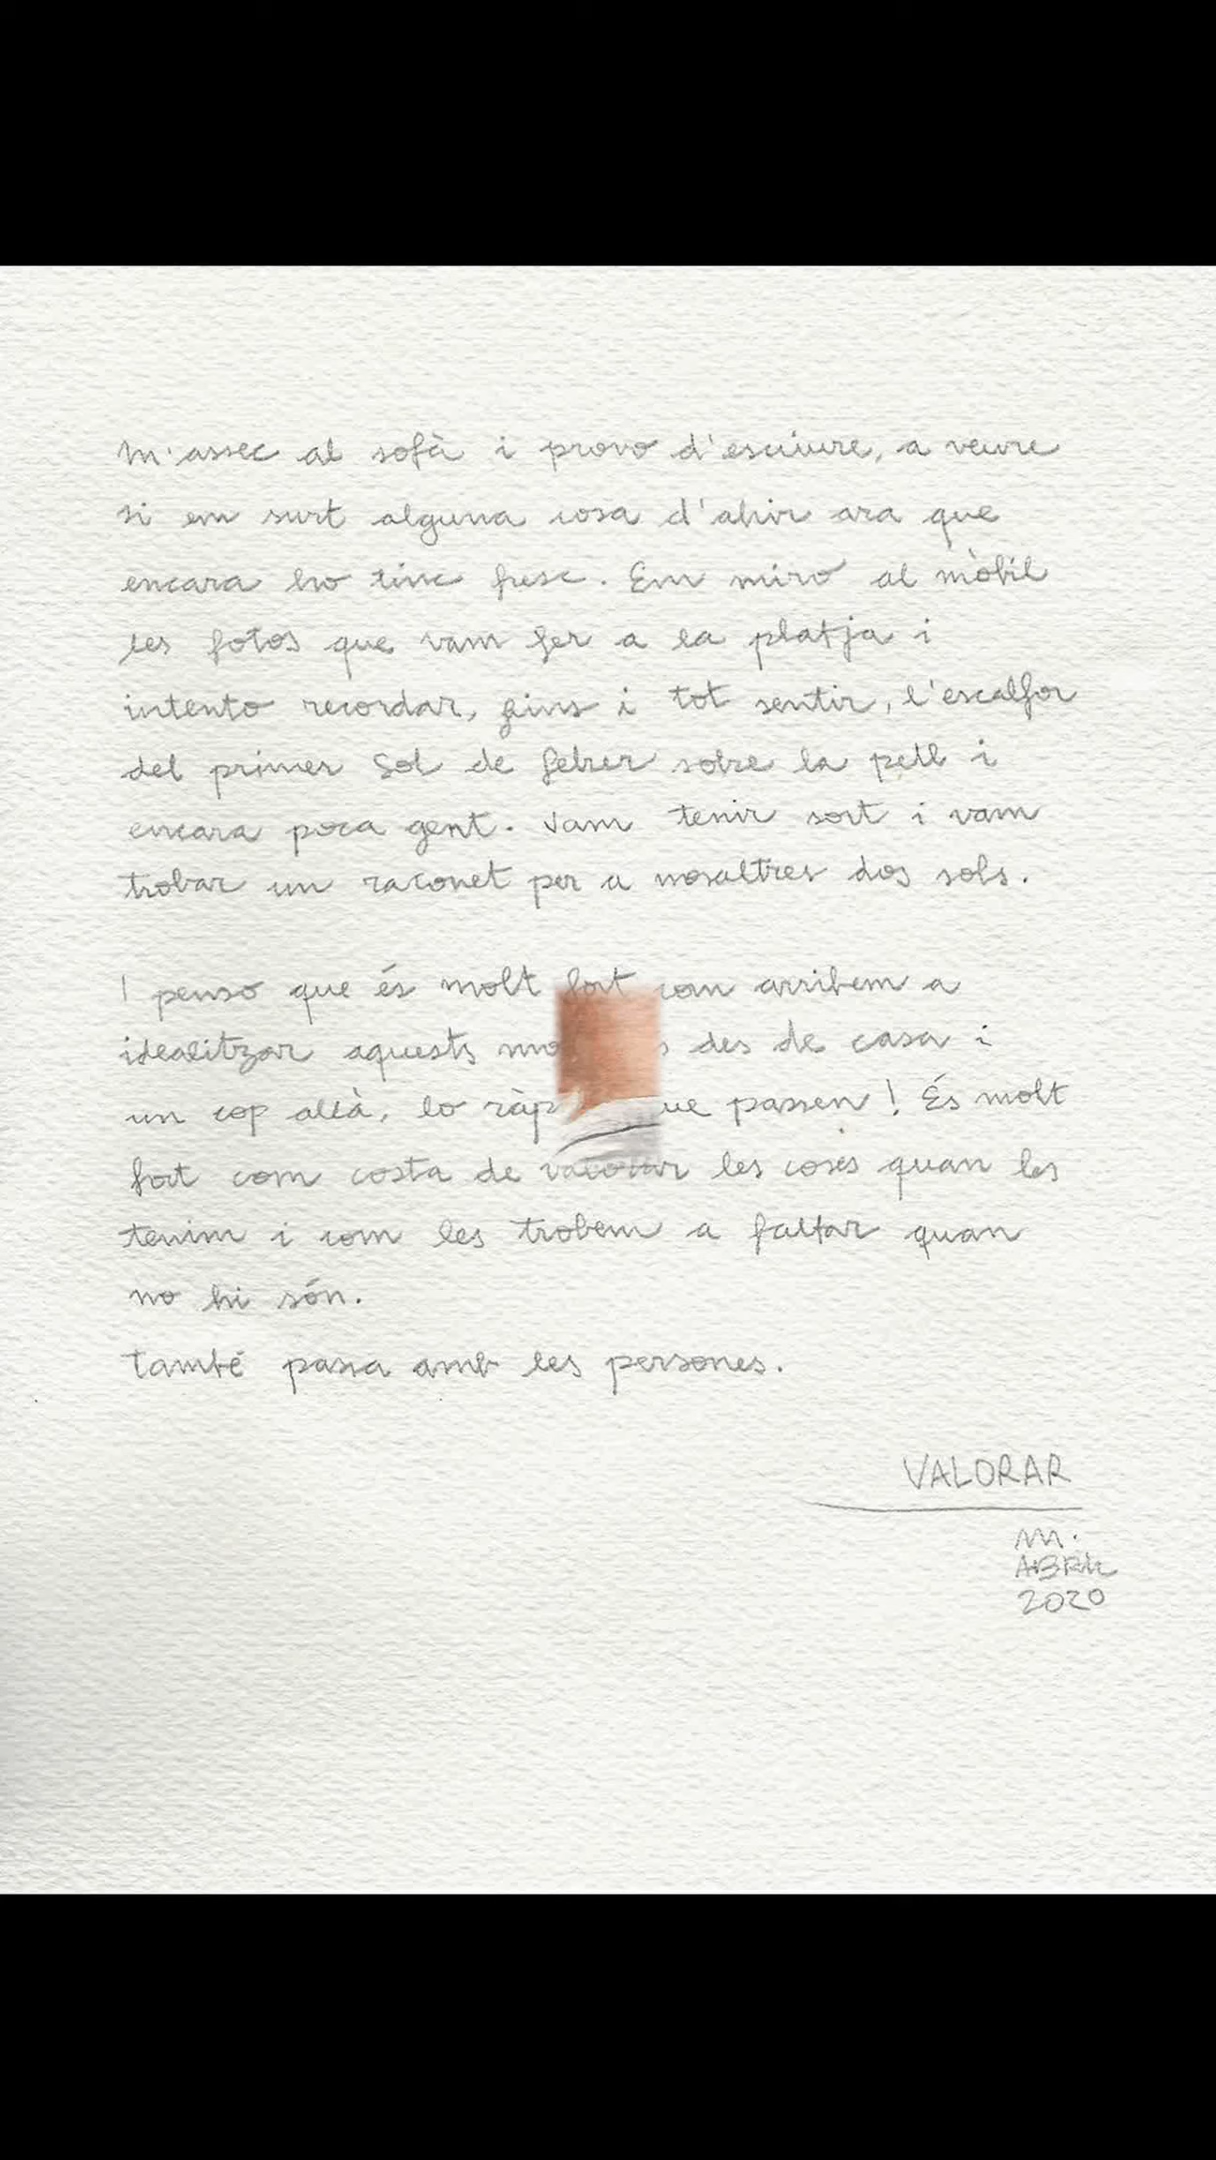 M'assec al sofà i provo d'escriure, a veure
si em surt alguna cosa d'ahir ara que
encara ho tinc fresc. Em miro al mòbil
les fotos que vam fer a la platja i
intento recordar, fins i tot sentir, l'escalfor
del primer Sol de febrer sobre la pell i
encara poca gent. Vam tenir sort i vam
trobar un raconet per a nosaltres dos sols.
I penso que és molt fort com arribem a
idealitzar aquests des de casa i
un cop allà, lo passen! És molt
fort com costa de valorar les coses quan les
tenim i com les trobem a faltar quan
no hi són.
També passa amb les persones.
VALORAR
M.
ABRIL
2020